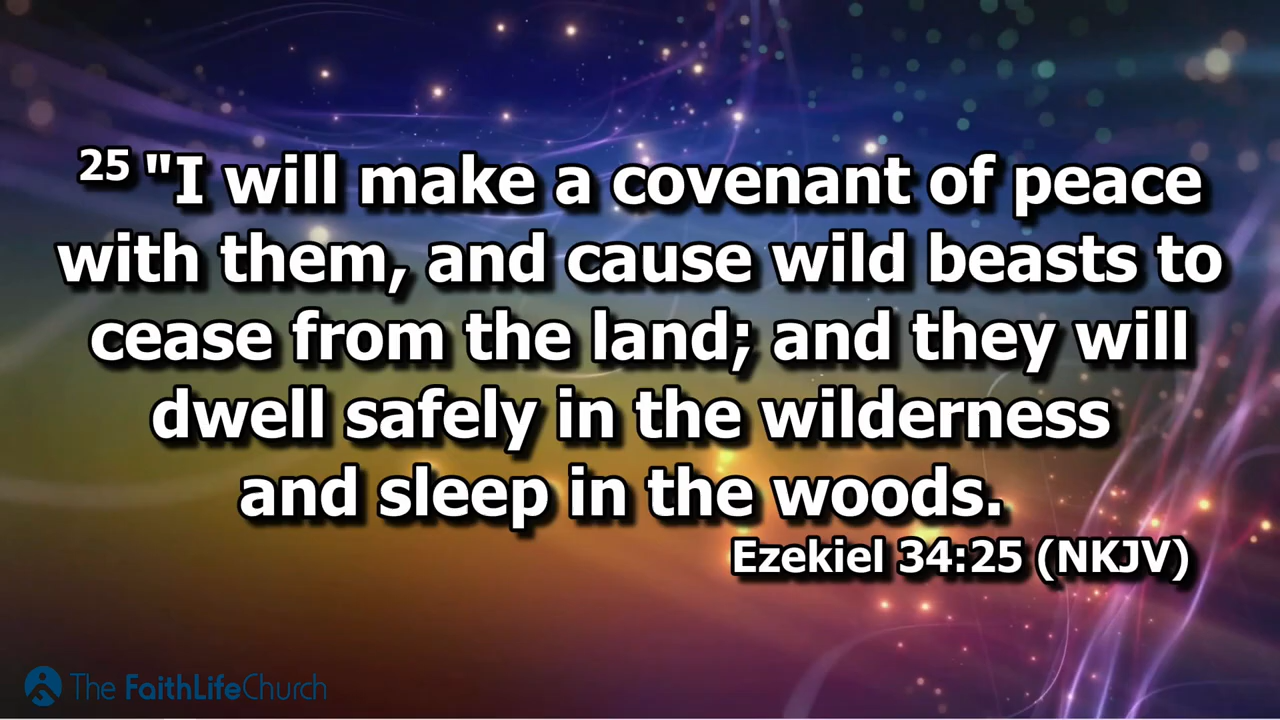 25 "I will make a covenant of peace
with them, and cause wild beasts to
cease from the land; and they will
dwell safely in the wilderness
and sleep in the woods.
Ezekiel 34:25 (NKJV)
The FaithLifeChurch